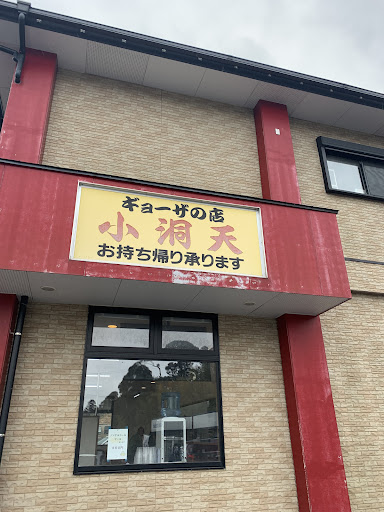 ギョーザの店
小洞天
お持ち帰り承ります